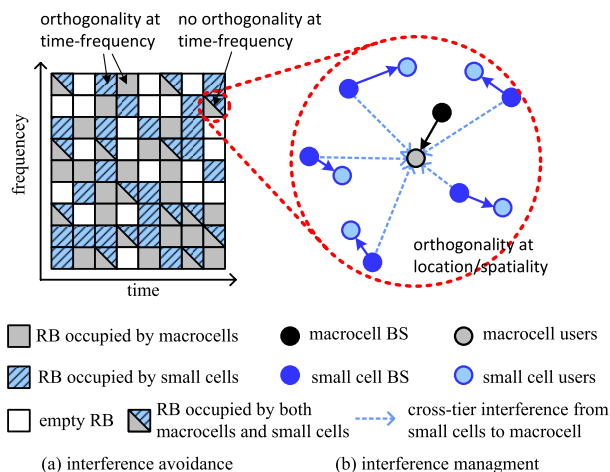 orthogonality at
time-frequency
no orthogonality at
time-frequency
frequencey
time
orthogonality at
location/spatiality
RB occupied by macrocells
macrocell BS
macrocell users
RB occupied by small cells
small cell BS
small cell users
empty RB
RB occupied by both
macrocells and small cells
cross-tier interference from
small cells to macrocell
(a) interference avoidance
(b) interference managment